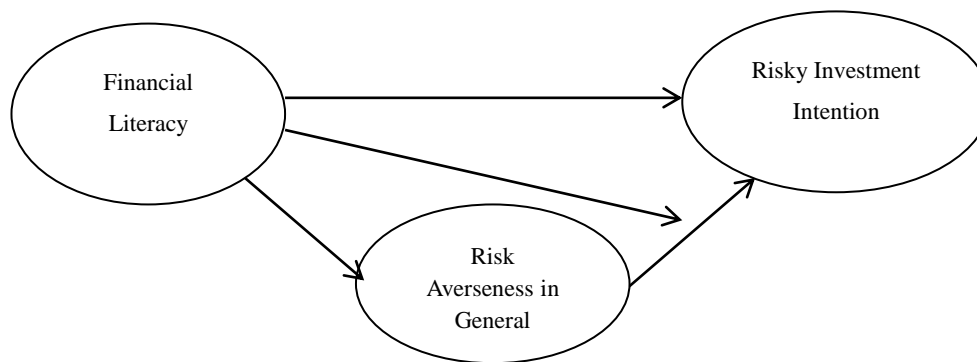 Financial
Literacy
Risky Investment
Intention
Risk
Averseness in
General